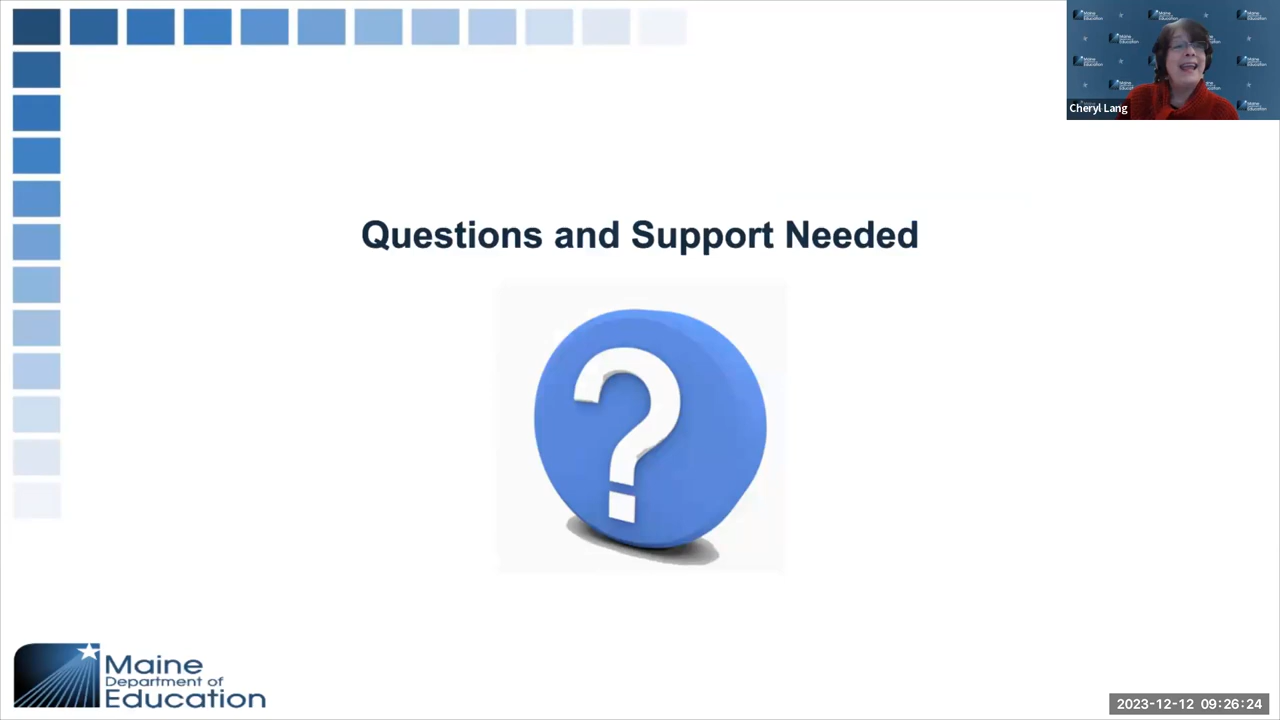 Cheryl Lang
Questions and Support Needed
?
Maine
Department of
Education
2023-12-12 09:26:24